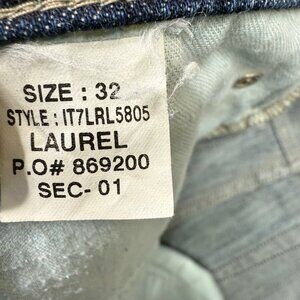 SIZE : 32
STYLE : IT7LRL5805
LAUREL
P.O# 869200
SEC- 01